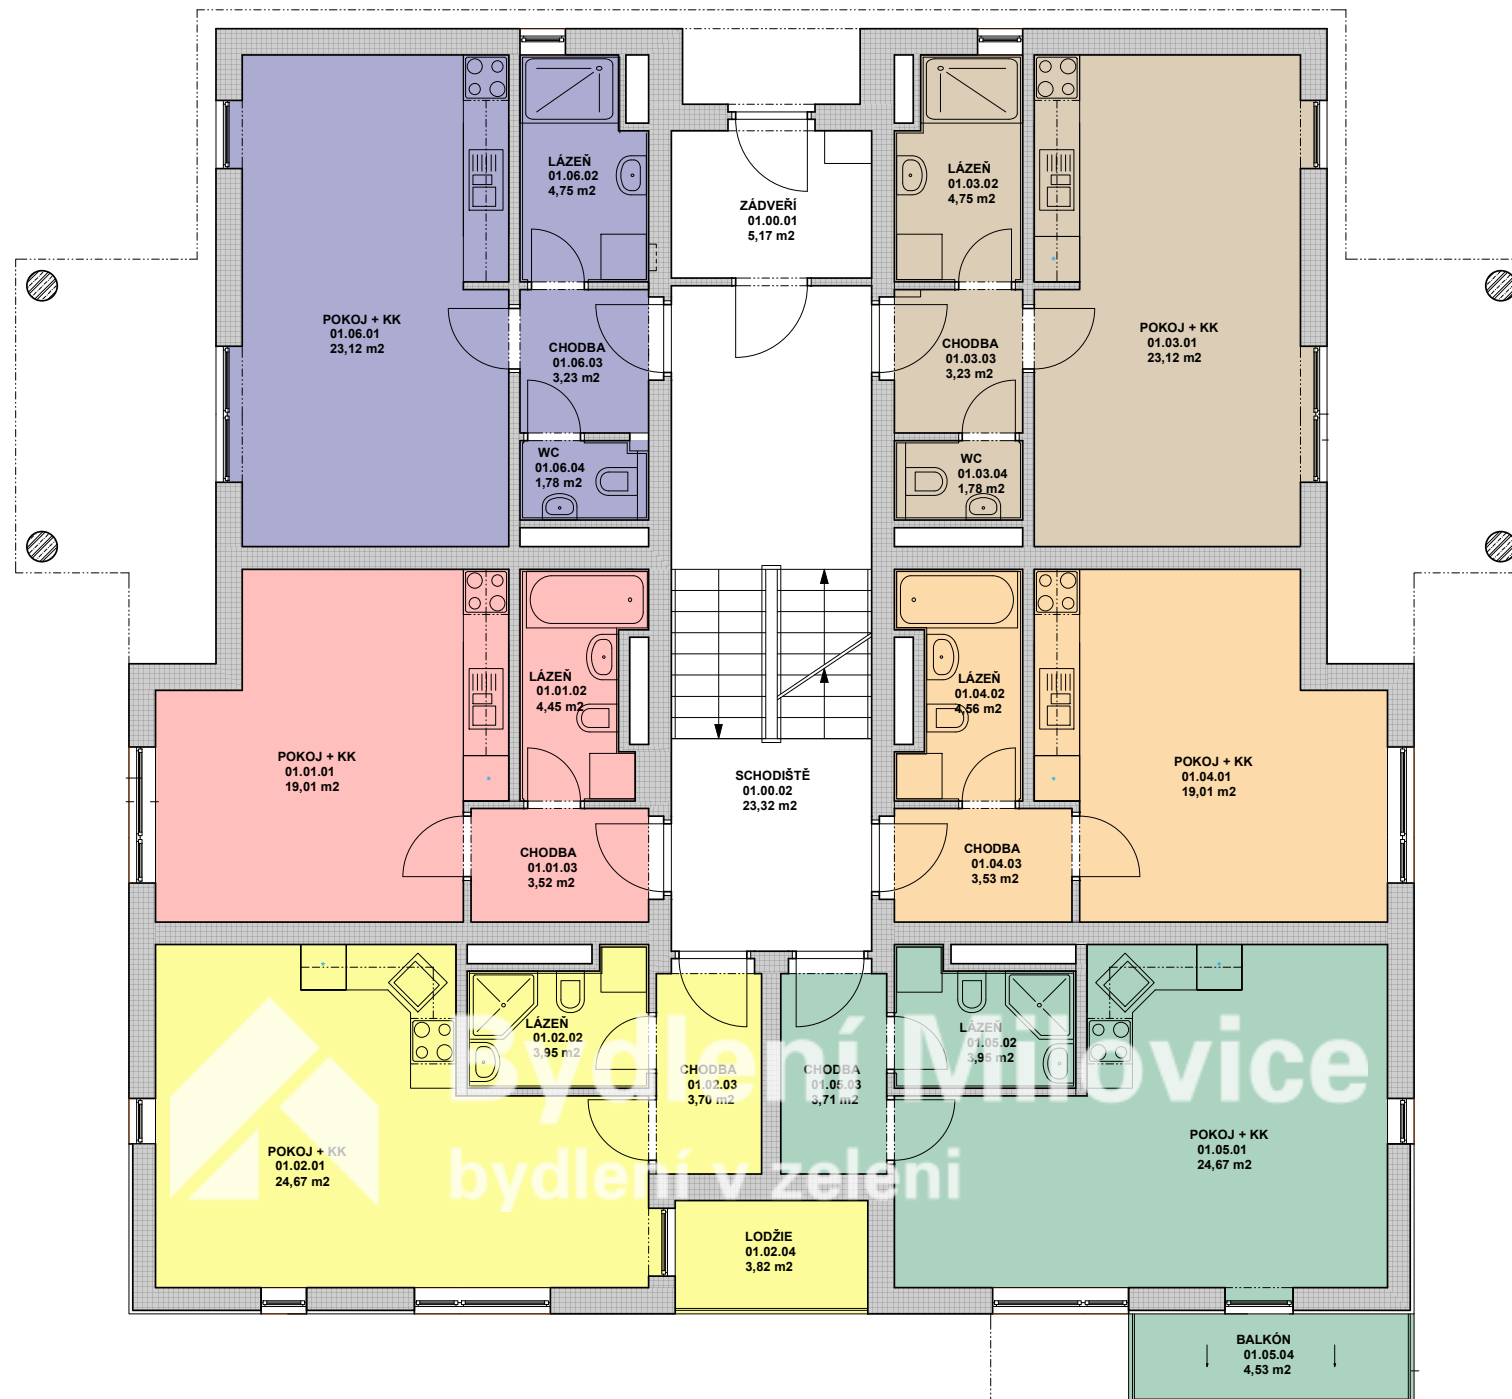 LÁZEŇ
01.06.02
4,75 m2
ZÁDVEŘÍ
01.00.01
5,17 m2
LÁZEŇ
01.03.02
4,75 m2
POKOJ + KK
01.06.01
23,12 m2
CHODBA
01.06.03
3,23 m2
CHODBA
01.03.03
3,23 m2
POKOJ + KK
01.03.01
23,12 m2
WC
01.06.04
1,78 m2
WC
01.03.04
1,78 m2
LÁZEŇ
01.01.02
4,45 m2
LÁZEŇ
01.04.02
4,56 m2
POKOJ + KK
01.01.01
19,01 m2
SCHODIŠTĚ
01.00.02
23,32 m2
POKOJ + KK
01.04.01
19,01 m2
CHODBA
01.01.03
3,52 m2
CHODBA
01.04.03
3,53 m2
LÁZEŇ
01.02.02
3,95 m2
LÁZEŇ
01.05.02
3,95 m2
Bydlení Milovice
CHODBA
01.02.03
3,70 m2
CHODBA
01.05.03
3,71 m2
POKOJ + KK
01.02.01
24,67 m2
POKOJ + KK
01.05.01
24,67 m2
bydlení v zeleni
LODŽIE
01.02.04
3,82 m2
BALKÓN
01.05.04
4,53 m2